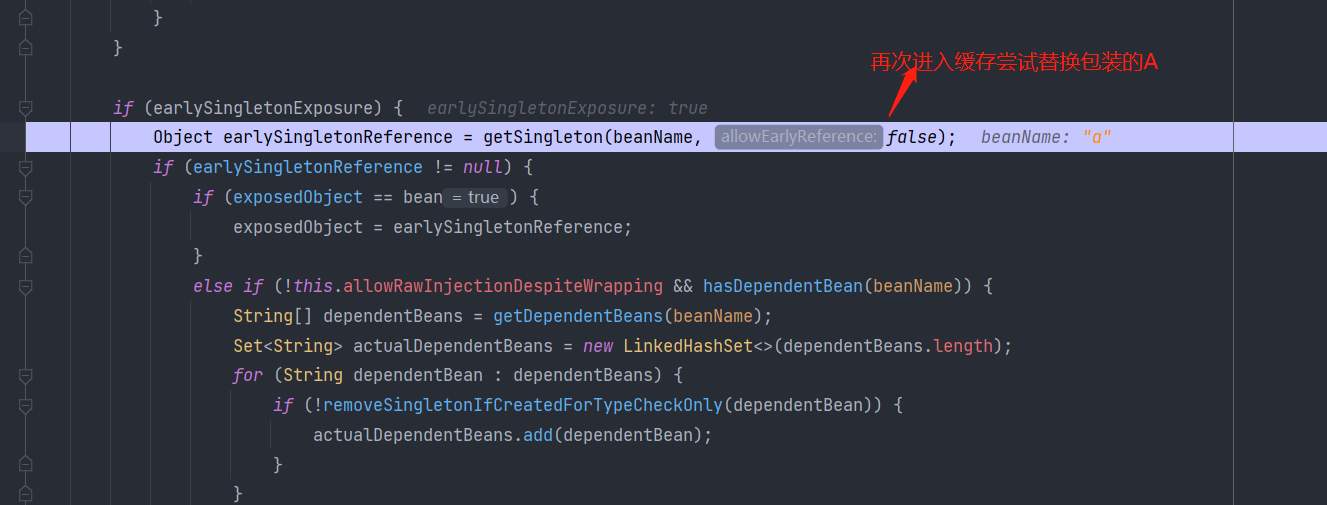 }
}
再次进入缓存尝试替换包装的A
if (earlySingletonExposure) { earlySingletonExposure: true
Object earlySingletonReference = getSingleton(beanName, allowEarlyReference: false); beanName: "a"
if (earlySingletonReference != null) {
if (exposedObject == bean = true ) {
exposedObject = earlySingletonReference;
}
else if (!this.allowRawInjectionDespiteWrapping && hasDependentBean(beanName)) {
String[] dependentBeans = getDependentBeans(beanName);
Set<String> actualDependentBeans = new LinkedHashSet<>(dependentBeans.length);
for (String dependentBean : dependentBeans) {
if (!removeSingletonIfCreatedForTypeCheckOnly(dependentBean)) {
actualDependentBeans.add(dependentBean);
}
}